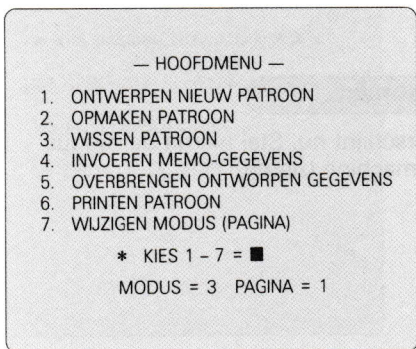 — HOOFDMENU —
1. ONTWERPEN NIEUW PATROON
2. OPMAKEN PATROON
3. WISSEN PATROON
4. INVOEREN MEMO-GEGEVENS
5. OVERBRENGEN ONTWORPEN GEGEVENS
6. PRINTEN PATROON
7. WIJZIGEN MODUS (PAGINA)
* KIES 1 – 7 = ■
MODUS = 3 PAGINA = 1